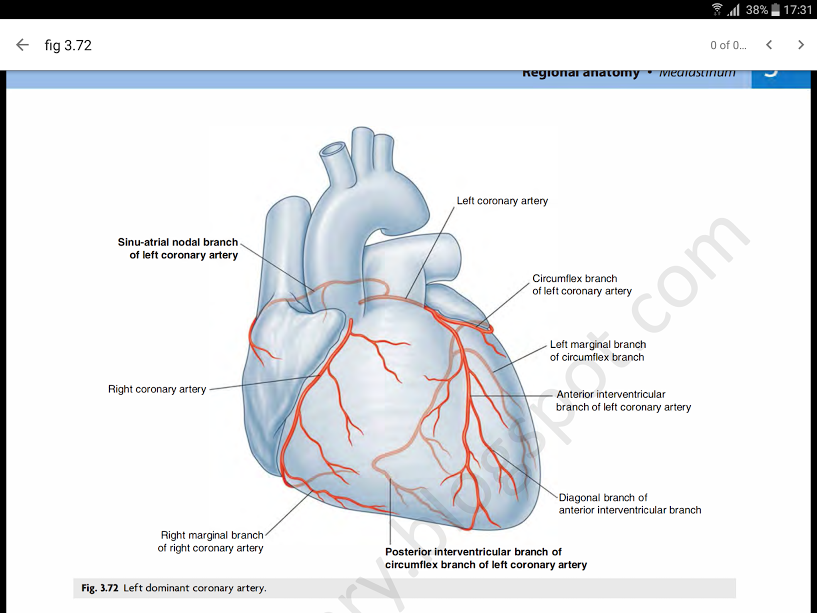 38% 17:31
fig 3.72
0 of 0...
Regional anatomy • Mediastinum
Left coronary artery
Sinu-atrial nodal branch
of left coronary artery
Circumflex branch
of left coronary artery
Left marginal branch
of circumflex branch
Right coronary artery
Anterior interventricular
branch of left coronary artery
Diagonal branch of
anterior interventricular branch
Right marginal branch
of right coronary artery
Posterior interventricular branch of
circumflex branch of left coronary artery
Fig. 3.72 Left dominant coronary artery.
ry.blogspot.com